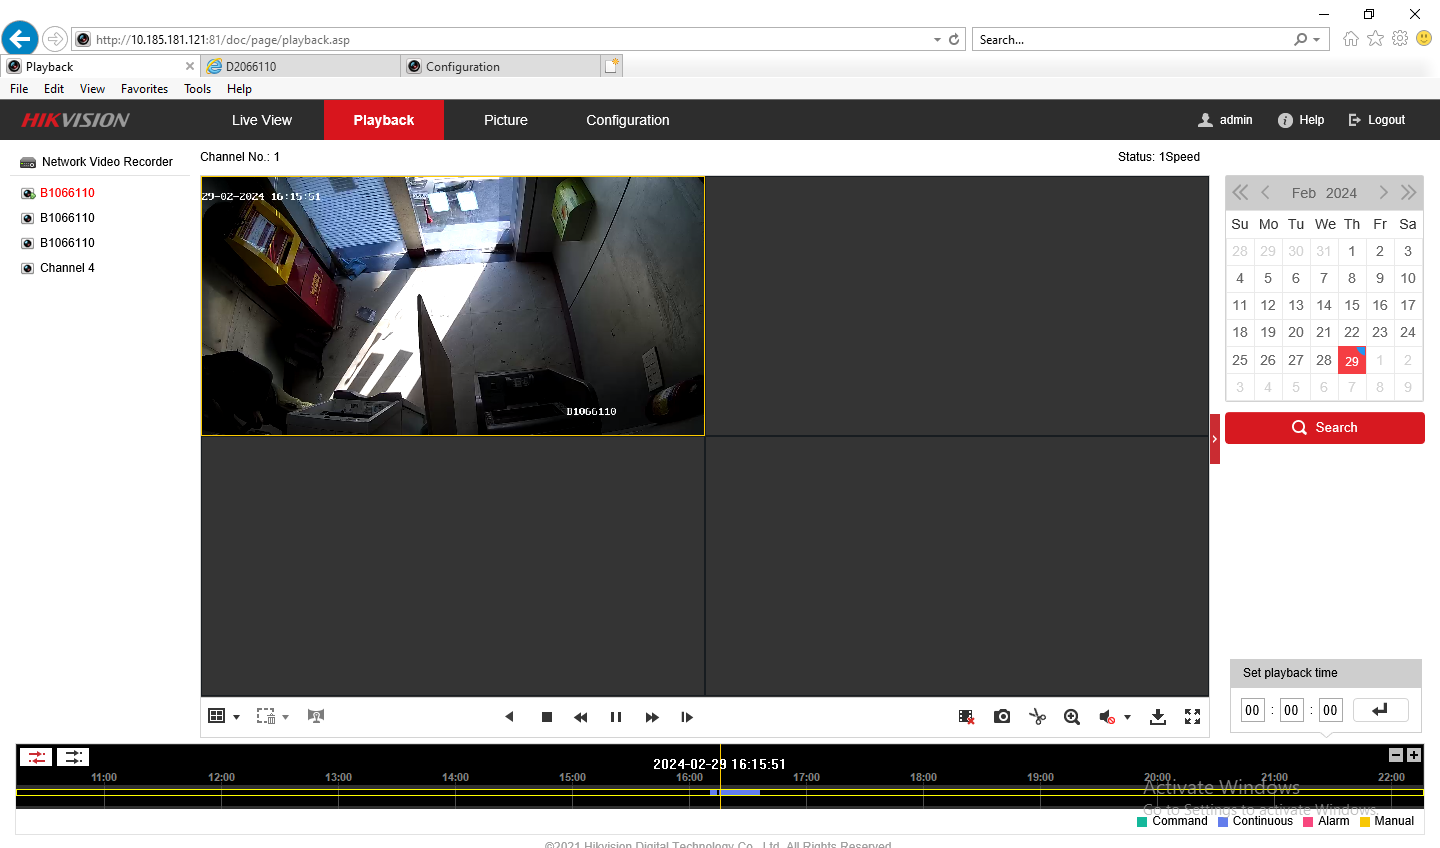 http://10.185.181.121:81/doc/page/playback.asp
Search...
Playback
D2066110
Configuration
File Edit View Favorites Tools Help
HIKVISION
Live View
Playback
Picture
Configuration
admin
Help
Logout
Network Video Recorder
B1066110
B1066110
B1066110
Channel 4
Channel No.: 1
Status: 1Speed
29-02-2024 16:15:51
B1066110
Feb 2024
Su Mo Tu We Th Fr Sa
28 29 30 31 1 2 3
4 5 6 7 8 9 10
11 12 13 14 15 16 17
18 19 20 21 22 23 24
25 26 27 28 29 1 2
3 4 5 6 7 8 9
Search
Set playback time
00 : 00 : 00
2024-02-29 16:15:51
11:00 12:00 13:00 14:00 15:00 16:00 17:00 18:00 19:00 20:00 21:00 22:00
Activate Windows
Go to Settings to activate Windows.
Command Continuous Alarm Manual
©2021 Hikvision Digital Technology Co., Ltd. All Rights Reserved.